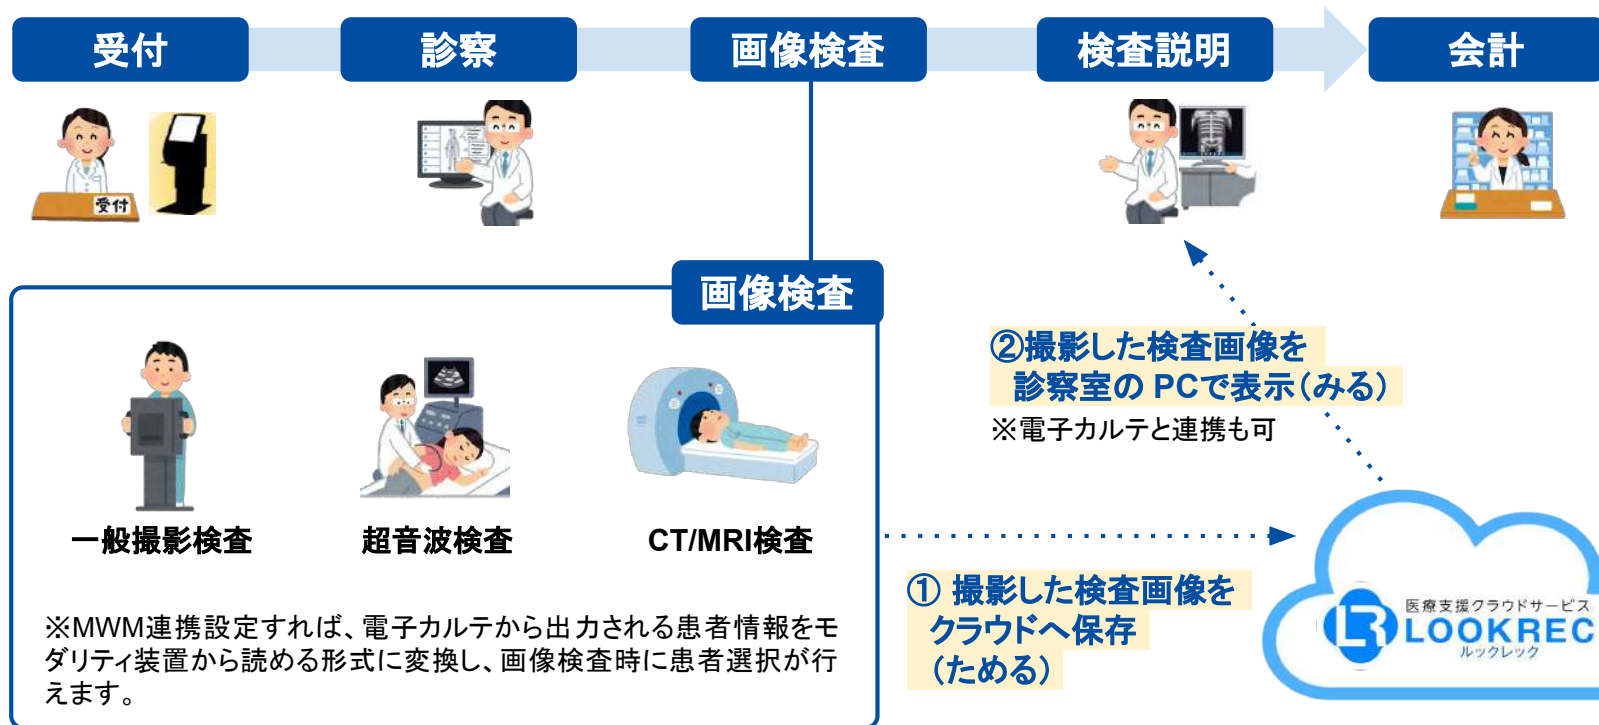 受付
診察
画像検査
検査説明
会計
受付
画像検査
一般撮影検査
超音波検査
CT/MRI検査
※MWM連携設定すれば、電子カルテから出力される患者情報をモ
ダリティ装置から読める形式に変換し、画像検査時に患者選択が行
えます。
②撮影した検査画像を
診察室の PCで表示(みる)
※電子カルテと連携も可
① 撮影した検査画像を
クラウドへ保存
(ためる)
医療支援クラウドサービス
LR LOOKREC
ルックレック